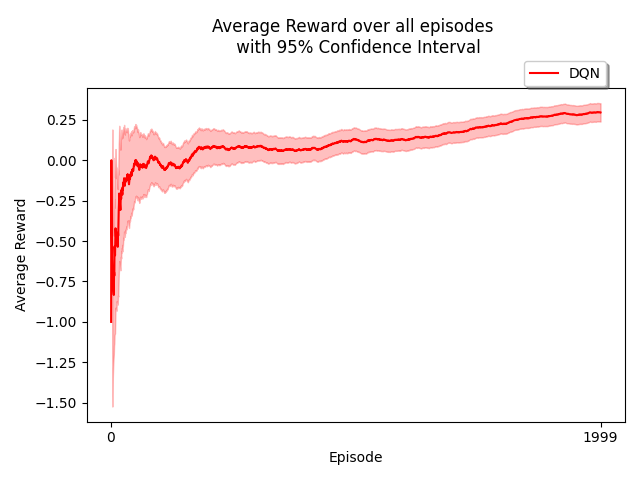 Average Reward over all episodes
with 95% Confidence Interval
DQN
0.25
0.00
−0.25
−0.50
−0.75
−1.00
−1.25
−1.50
Average Reward
0
1999
Episode